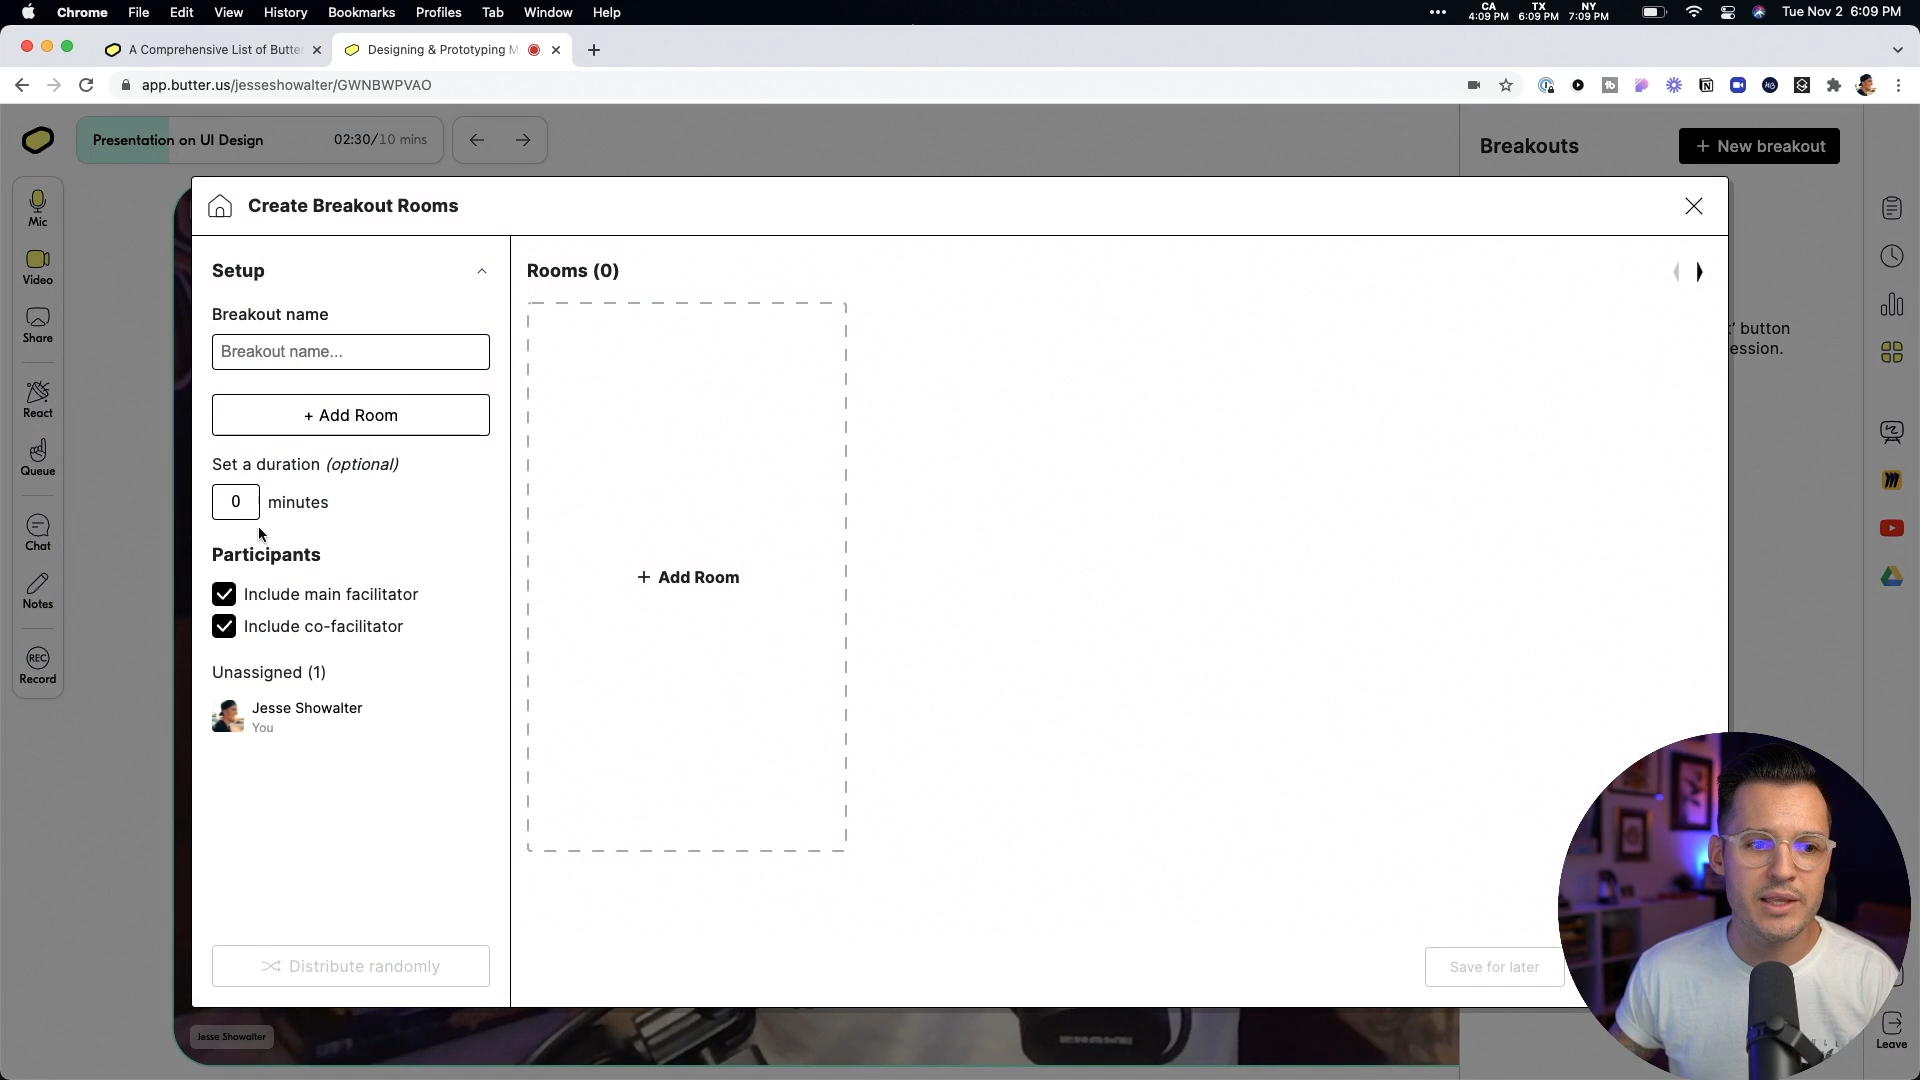 Chrome File Edit View History Bookmarks Profiles Tab Window Help
CA TX NY
4:09 PM 6:09 PM 7:09 PM
Tue Nov 2 6:09 PM
A Comprehensive List of Butte
Designing & Prototyping M
app.butter.us/jesseshowalter/GWNBWPVAO
Presentation on UI Design 02:30/10 mins
Breakouts
+ New breakout
Mic
Video
Share
React
Queue
Chat
Notes
REC
Record
Create Breakout Rooms
Setup
Breakout name
Breakout name...
+ Add Room
Set a duration (optional)
0 minutes
Participants
Include main facilitator
Include co-facilitator
Unassigned (1)
Jesse Showalter
You
Distribute randomly
Rooms (0)
+ Add Room
Save for later
' button
ession.
Jesse Showalter
Leave